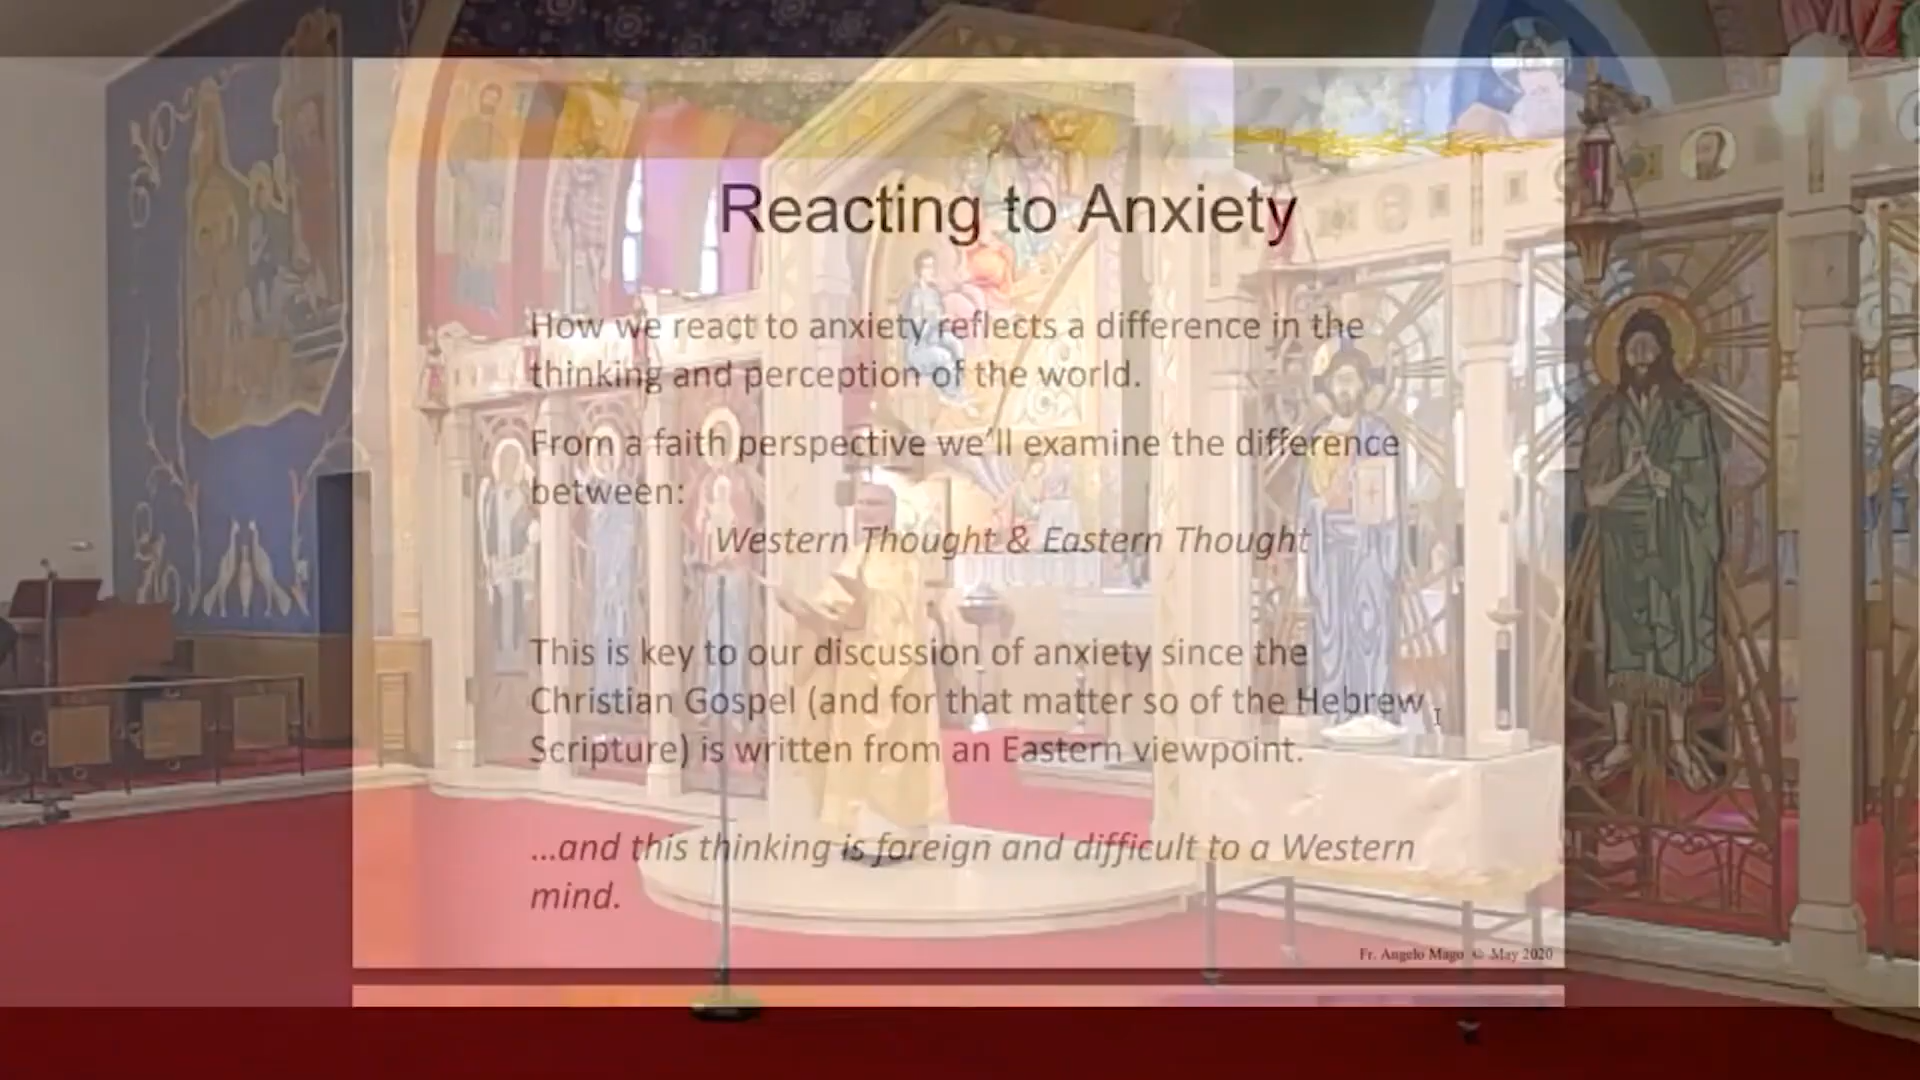 Reacting to Anxiety
How we react to anxiety reflects a difference in the
thinking and perception of the world.
From a faith perspective we'll examine the difference
between:
Western Thought & Eastern Thought
This is key to our discussion of anxiety since the
Christian Gospel (and for that matter so of the Hebrew
Scripture) is written from an Eastern viewpoint.
...and this thinking is foreign and difficult to a Western
mind.
Fr. Angelo Mago © May 2020